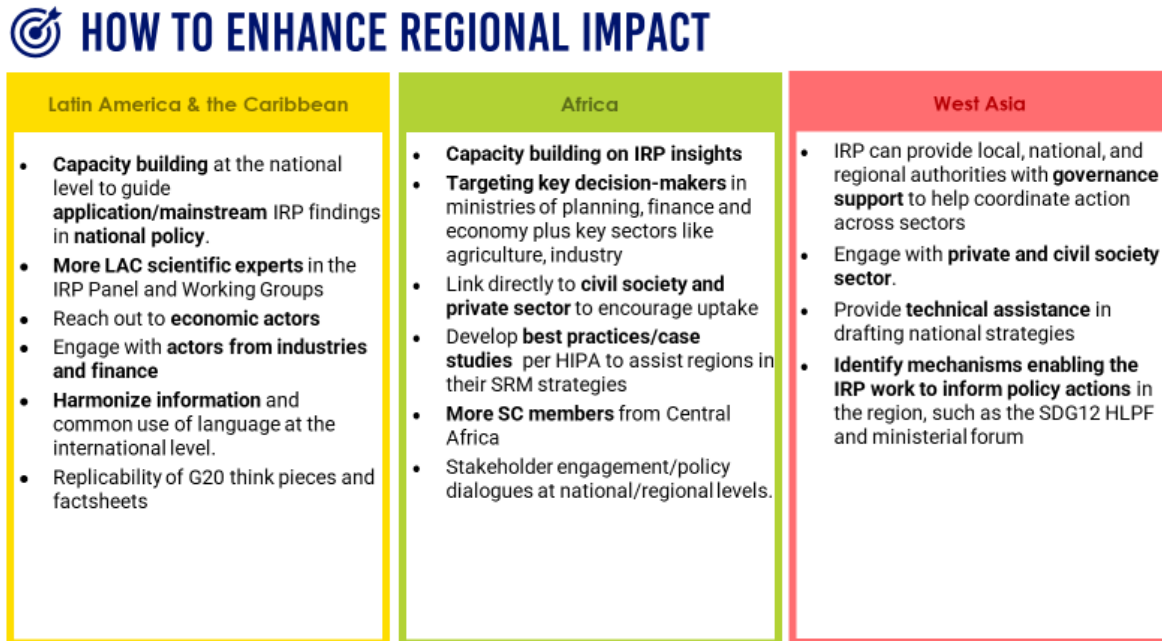 HOW TO ENHANCE REGIONAL IMPACT
Latin America & the Caribbean
• Capacity building at the national
level to guide
application/mainstream IRP findings
in national policy.
• More LAC scientific experts in the
IRP Panel and Working Groups
• Reach out to economic actors
• Engage with actors from industries
and finance
• Harmonize information and
common use of language at the
international level.
• Replicability of G20 think pieces and
factsheets
Africa
• Capacity building on IRP insights
• Targeting key decision-makers in
ministries of planning, finance and
economy plus key sectors like
agriculture, industry
• Link directly to civil society and
private sector to encourage uptake
• Develop best practices/case
studies per HIPA to assist regions in
their SRM strategies
• More SC members from Central
Africa
• Stakeholder engagement/policy
dialogues at national/regional levels.
West Asia
• IRP can provide local, national, and
regional authorities with governance
support to help coordinate action
across sectors
• Engage with private and civil society
sector.
• Provide technical assistance in
drafting national strategies
• Identify mechanisms enabling the
IRP work to inform policy actions in
the region, such as the SDG12 HLPF
and ministerial forum